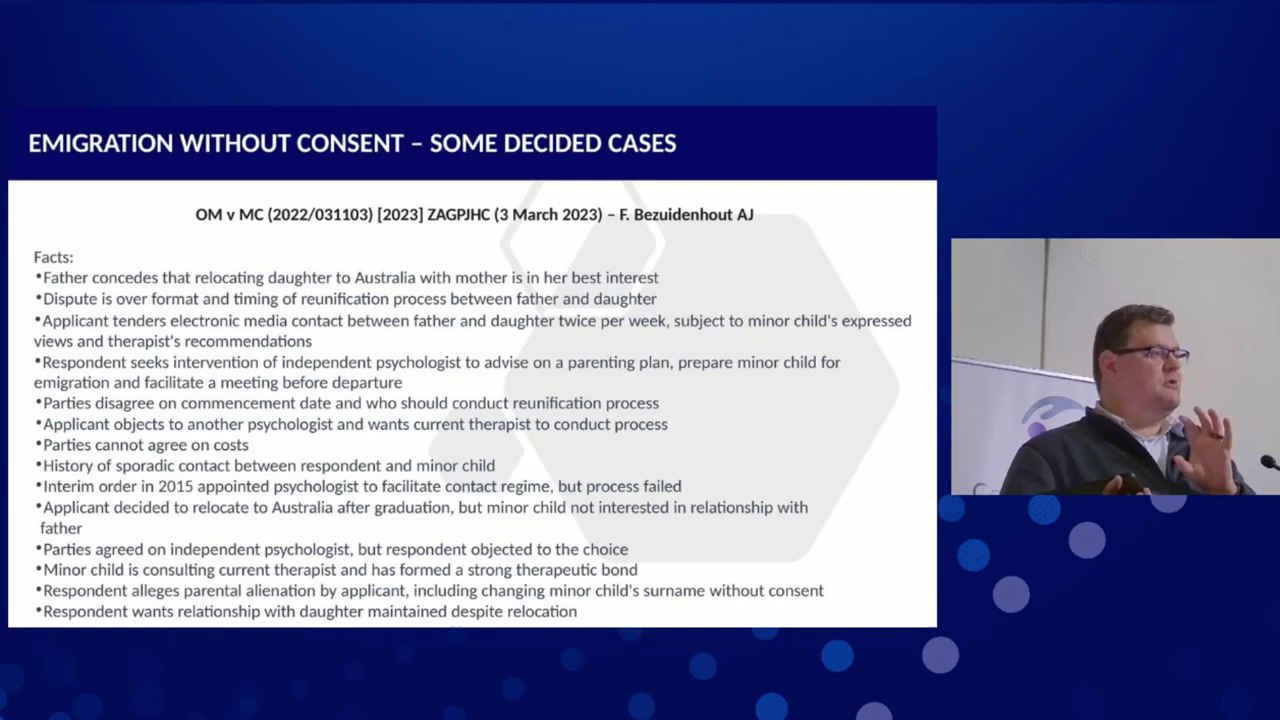 EMIGRATION WITHOUT CONSENT – SOME DECIDED CASES
OM v MC (2022/031103) [2023] ZAGPJHC (3 March 2023) – F. Bezuidenhout AJ
Facts:
•Father concedes that relocating daughter to Australia with mother is in her best interest
•Dispute is over format and timing of reunification process between father and daughter
•Applicant tenders electronic media contact between father and daughter twice per week, subject to minor child's expressed
views and therapist's recommendations
•Respondent seeks intervention of independent psychologist to advise on a parenting plan, prepare minor child for
emigration and facilitate a meeting before departure
•Parties disagree on commencement date and who should conduct reunification process
•Applicant objects to another psychologist and wants current therapist to conduct process
•Parties cannot agree on costs
•History of sporadic contact between respondent and minor child
•Interim order in 2015 appointed psychologist to facilitate contact regime, but process failed
•Applicant decided to relocate to Australia after graduation, but minor child not interested in relationship with
father
•Parties agreed on independent psychologist, but respondent objected to the choice
•Minor child is consulting current therapist and has formed a strong therapeutic bond
•Respondent alleges parental alienation by applicant, including changing minor child's surname without consent
•Respondent wants relationship with daughter maintained despite relocation